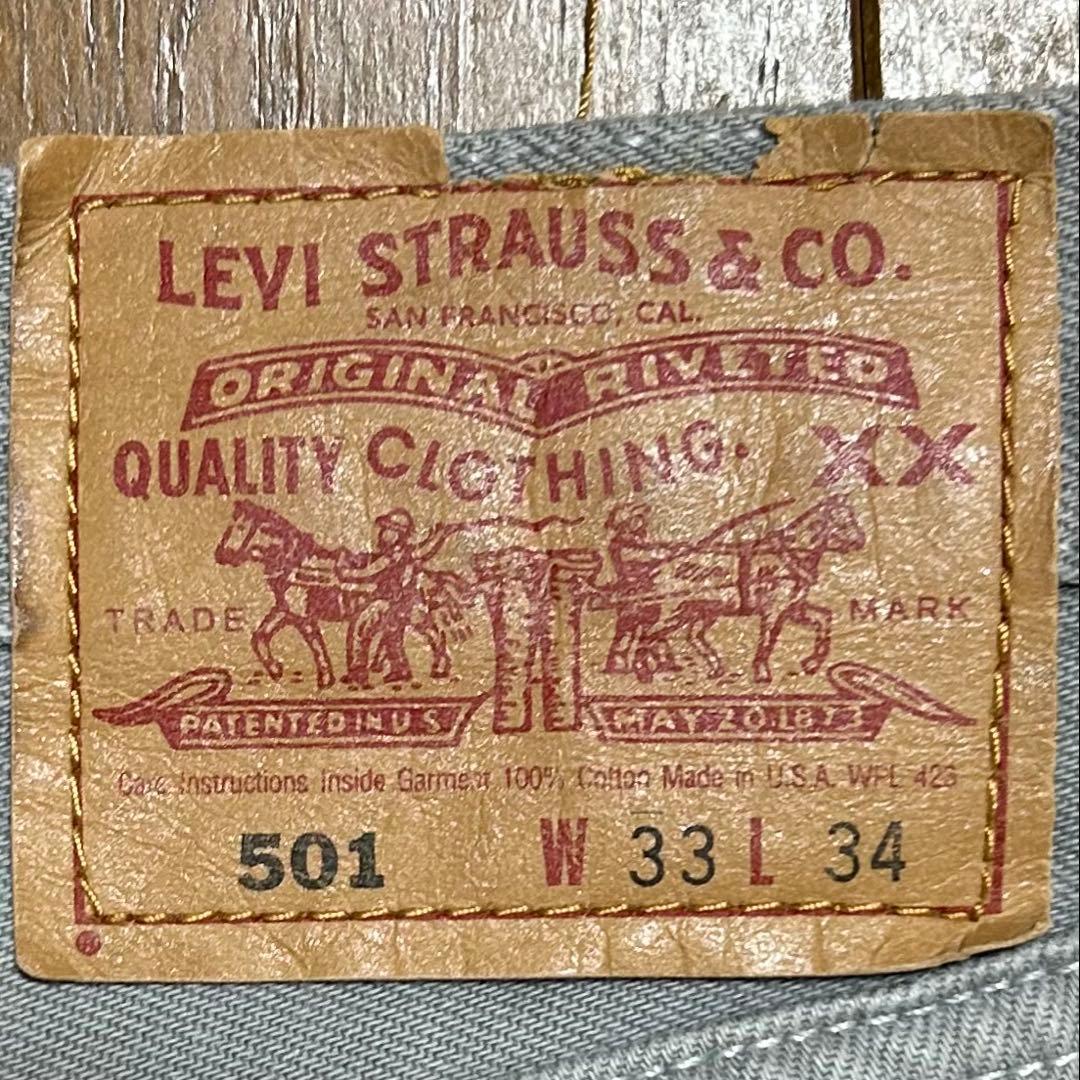 LEVI STRAUSS & CO.
SAN FRANCISCO, CAL.
ORIGINAL RIVETED
QUALITY CLOTHING. XX
TRADE MARK
PATENTED IN U S MAY 20 1873
Care Instructions Inside Garment 100% Cotton Made in U.S.A. WPL 423
501 W 33 L 34
®